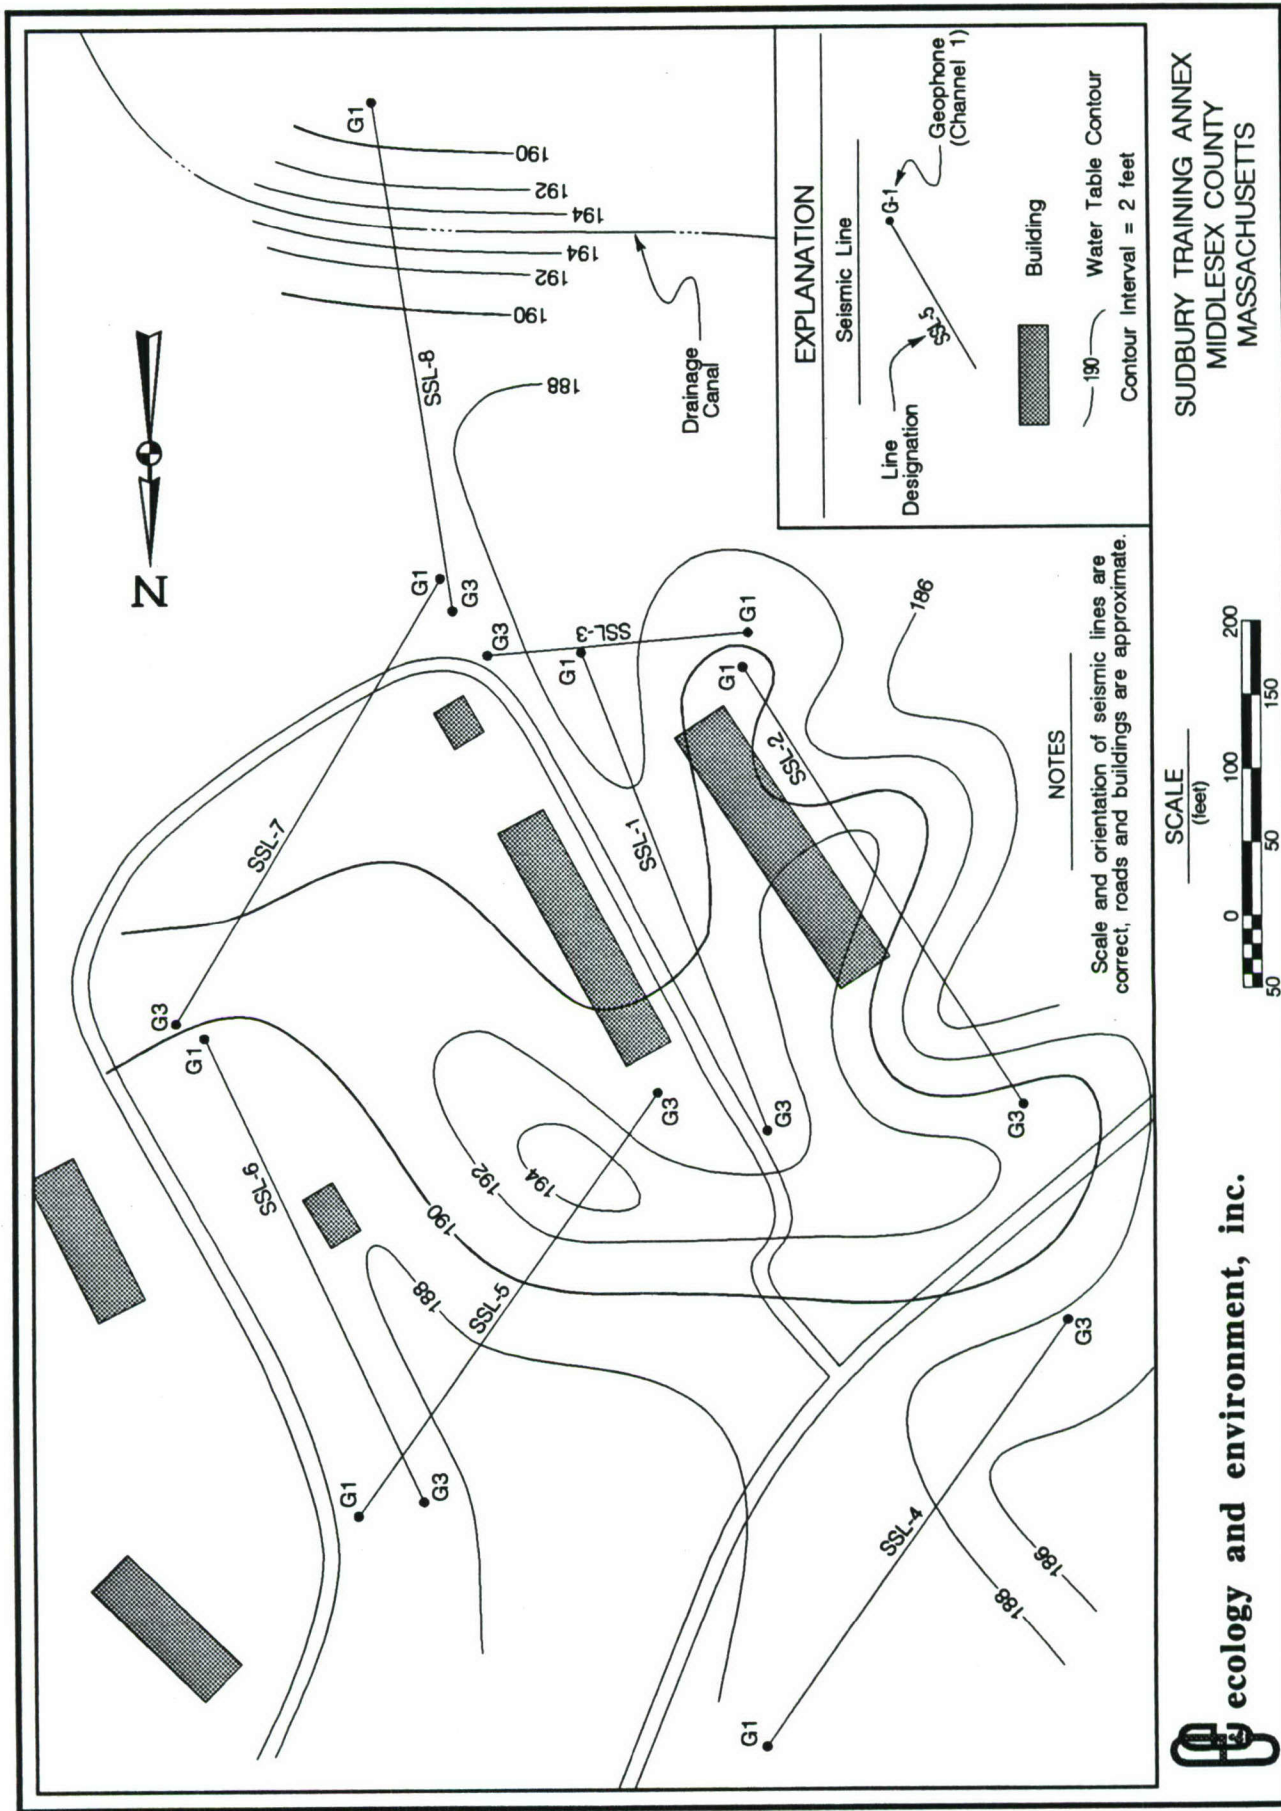 N
G1
190
192
194
194
192
190
SSL-8
188
Drainage
Canal
G1
G3
G3
SSL-3
G1
G1
G1
SSL-7
SSL-1
SSL-2
186
G3
G1
G3
G3
G3
SSL-6
192
194
190
188
SSL-5
G1
G3
G3
SSL-4
186
188
G1
EXPLANATION
Seismic Line
Line
Designation
SSL-5
G-1
Geophone
(Channel 1)
Building
190
Water Table Contour
Contour Interval = 2 feet
NOTES
Scale and orientation of seismic lines are
correct, roads and buildings are approximate.
SCALE
(feet)
50 0 50 100 150 200
SUDBURY TRAINING ANNEX
MIDDLESEX COUNTY
MASSACHUSETTS
ecology and environment, inc.